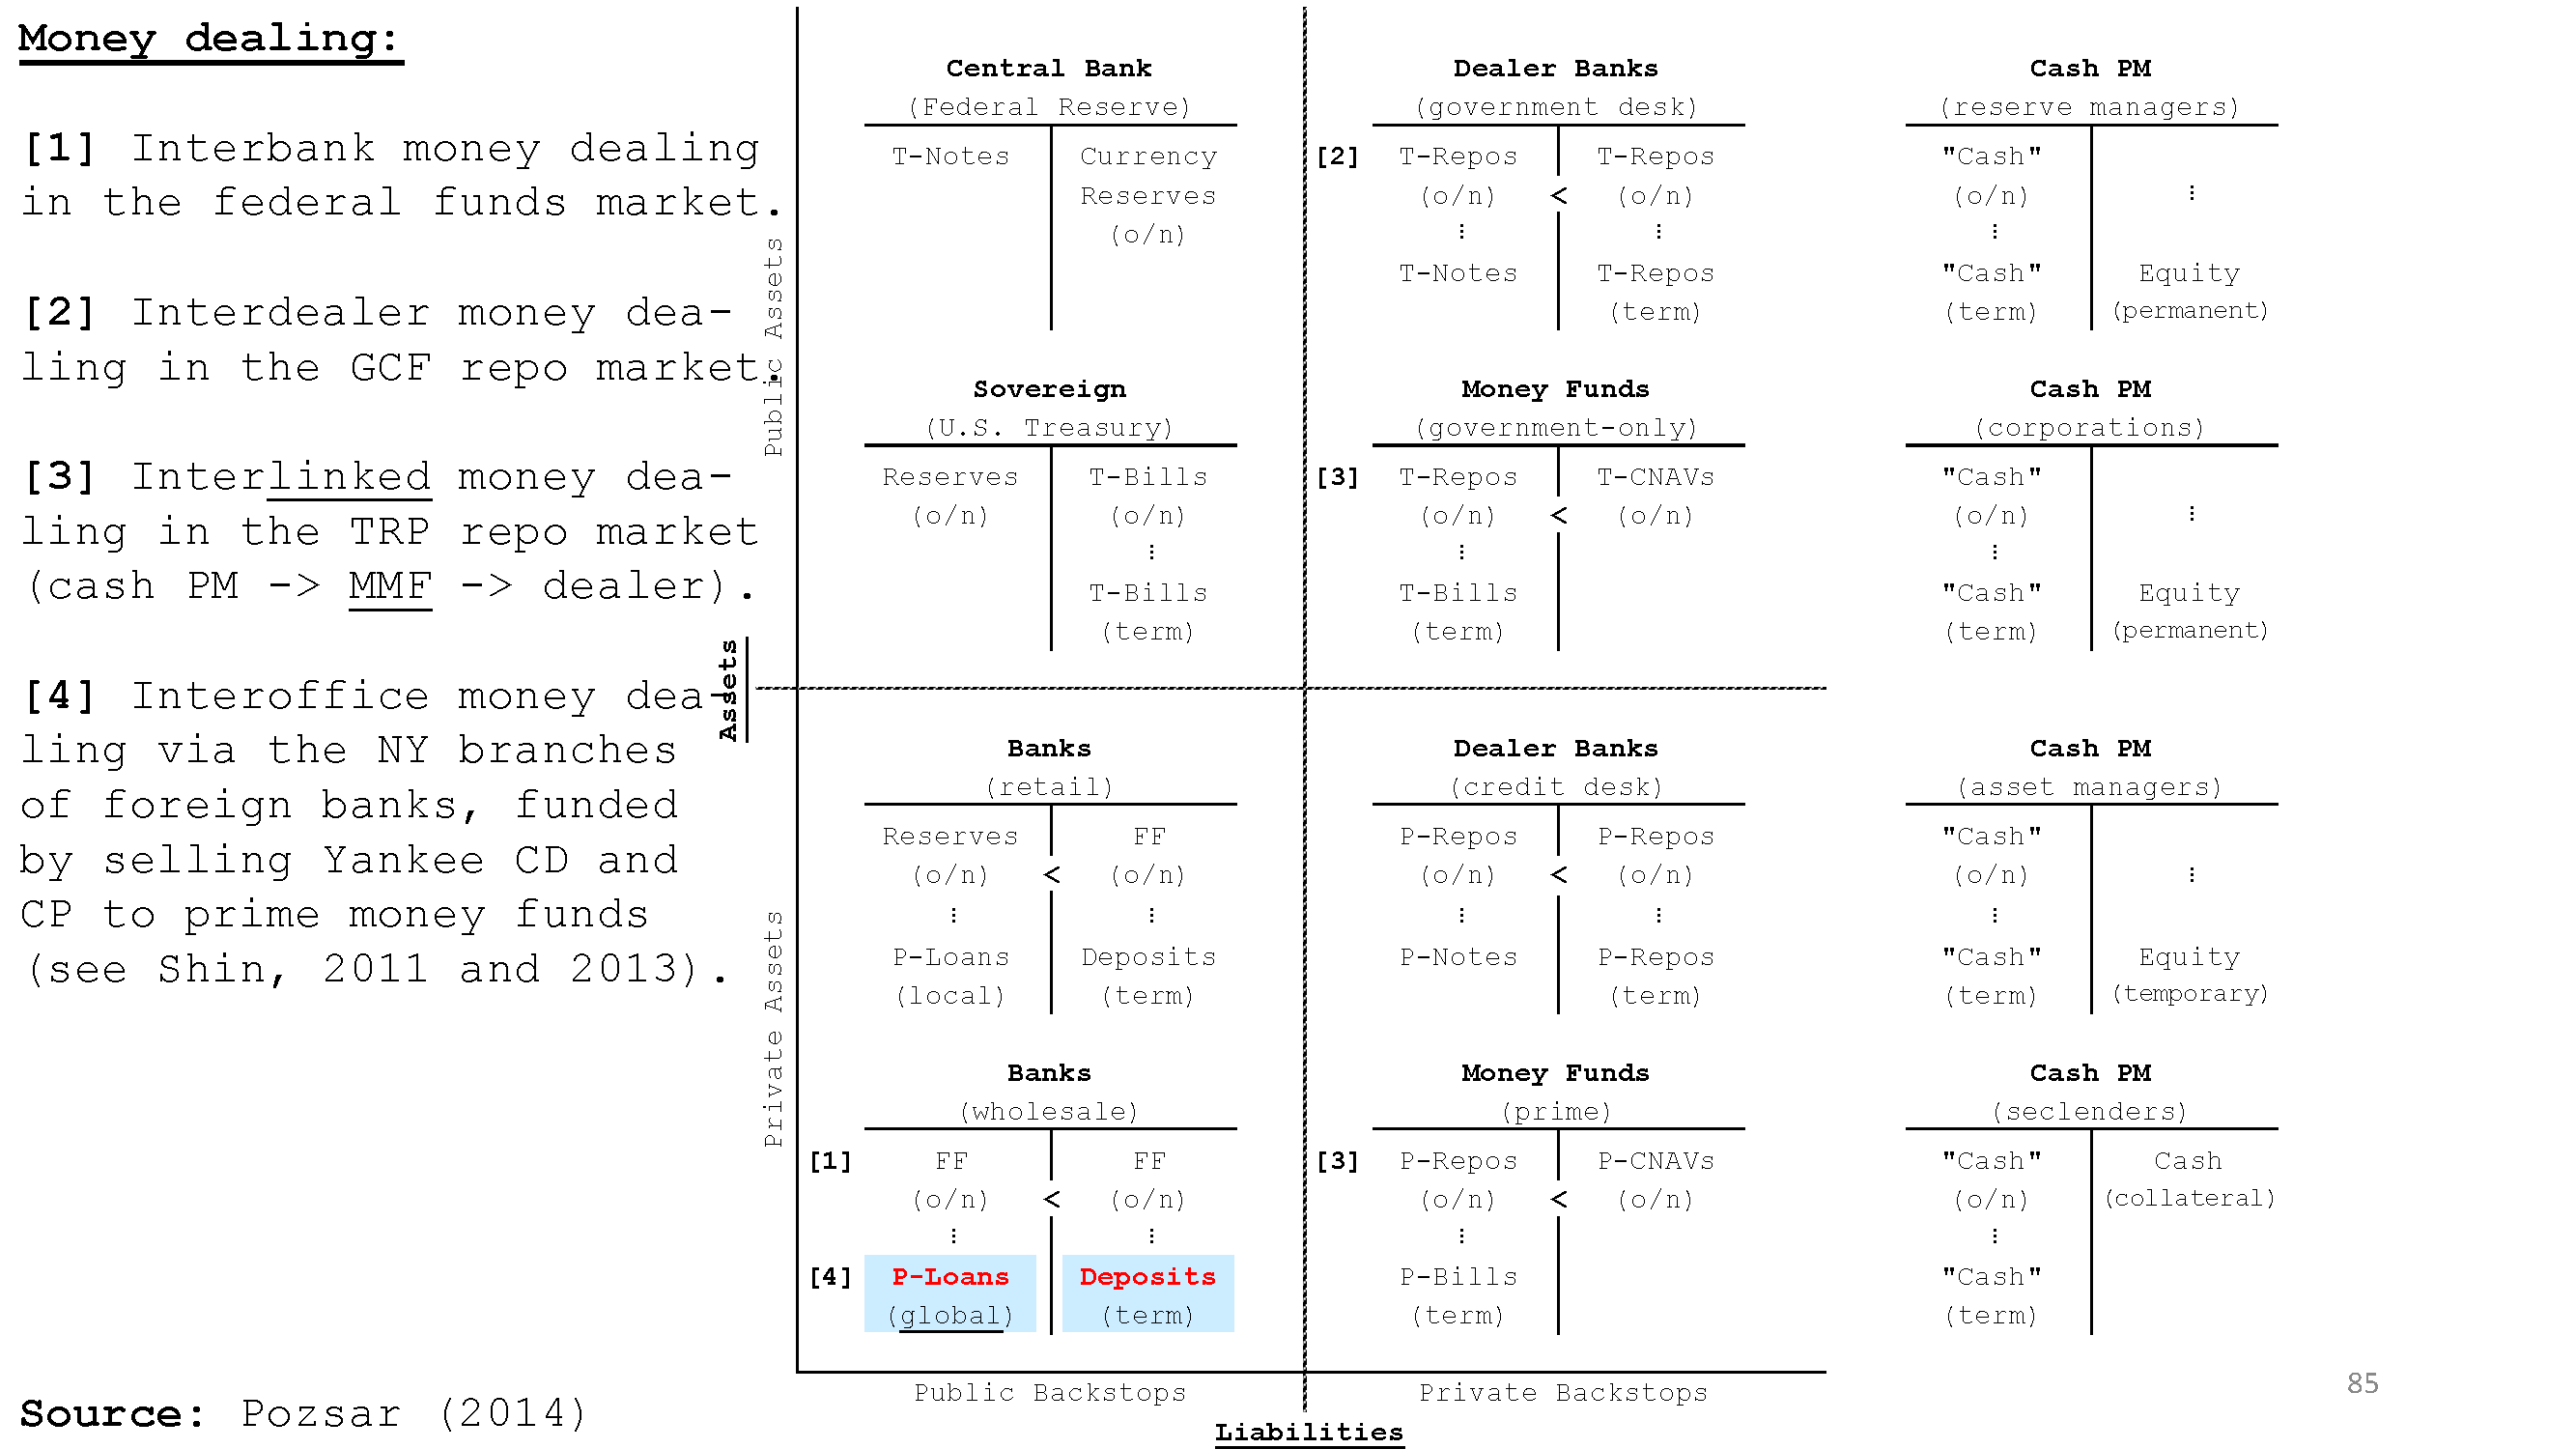 Money dealing:
[1] Interbank money dealing
in the federal funds market.
[2] Interdealer money dea-
ling in the GCF repo market.
[3] Interlinked money dea-
ling in the TRP repo market
(cash PM -> MMF -> dealer).
[4] Interoffice money dea-
ling via the NY branches
of foreign banks, funded
by selling Yankee CD and
CP to prime money funds
(see Shin, 2011 and 2013).
Source: Pozsar (2014)
Assets
Public Assets
Private Assets
Central Bank
(Federal Reserve)
T-Notes Currency
Reserves
(o/n)
Dealer Banks
(government desk)
[2] T-Repos T-Repos
(o/n) < (o/n)
⋮ ⋮
T-Notes T-Repos
(term)
Cash PM
(reserve managers)
"Cash"
(o/n) ⋮
⋮
"Cash" Equity
(term) (permanent)
Sovereign
(U.S. Treasury)
Reserves T-Bills
(o/n) (o/n)
⋮
T-Bills
(term)
Money Funds
(government-only)
[3] T-Repos T-CNAVs
(o/n) < (o/n)
⋮
T-Bills
(term)
Cash PM
(corporations)
"Cash"
(o/n) ⋮
⋮
"Cash" Equity
(term) (permanent)
Banks
(retail)
Reserves FF
(o/n) < (o/n)
⋮ ⋮
P-Loans Deposits
(local) (term)
Dealer Banks
(credit desk)
P-Repos P-Repos
(o/n) < (o/n)
⋮ ⋮
P-Notes P-Repos
(term)
Cash PM
(asset managers)
"Cash"
(o/n) ⋮
⋮
"Cash" Equity
(term) (temporary)
Banks
(wholesale)
[1] FF FF
(o/n) < (o/n)
⋮ ⋮
[4] P-Loans Deposits
(global) (term)
Money Funds
(prime)
[3] P-Repos P-CNAVs
(o/n) < (o/n)
⋮
P-Bills
(term)
Cash PM
(seclenders)
"Cash" Cash
(o/n) (collateral)
⋮
"Cash"
(term)
Public Backstops Private Backstops
Liabilities
85